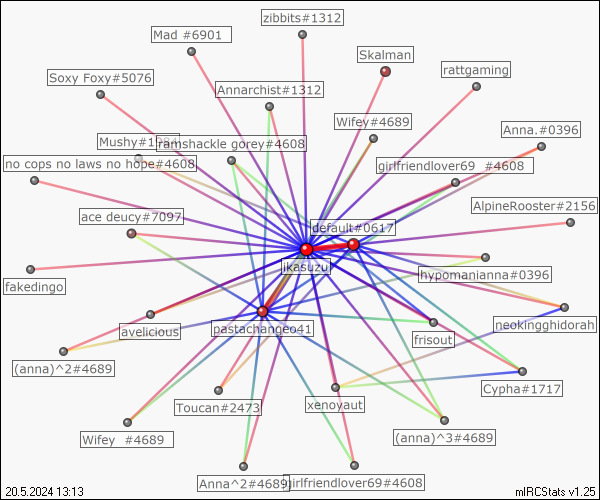 zibbits#1312
Mad #6901
Skalman
rattgaming
Soxy Foxy#5076
Annarchist#1312
Wifey#4689
Anna.#0396
ramshackle gorey#4608
no cops no laws no hope#4608
girlfriendlover69 #4608
AlpineRooster#2156
ace deucy#7097
default#0617
jkasuzu
hypomanianna#0396
fakedingo
avelicious
pastachangeo41
frisout
neokingghidorah
(anna)^2#4689
Cypha#1717
Toucan#2473
xenoyaut
Wifey #4689
(anna)^3#4689
Anna^2#4689
girlfriendlover69#4608
20.5.2024 13:13
mIRCStats v1.25